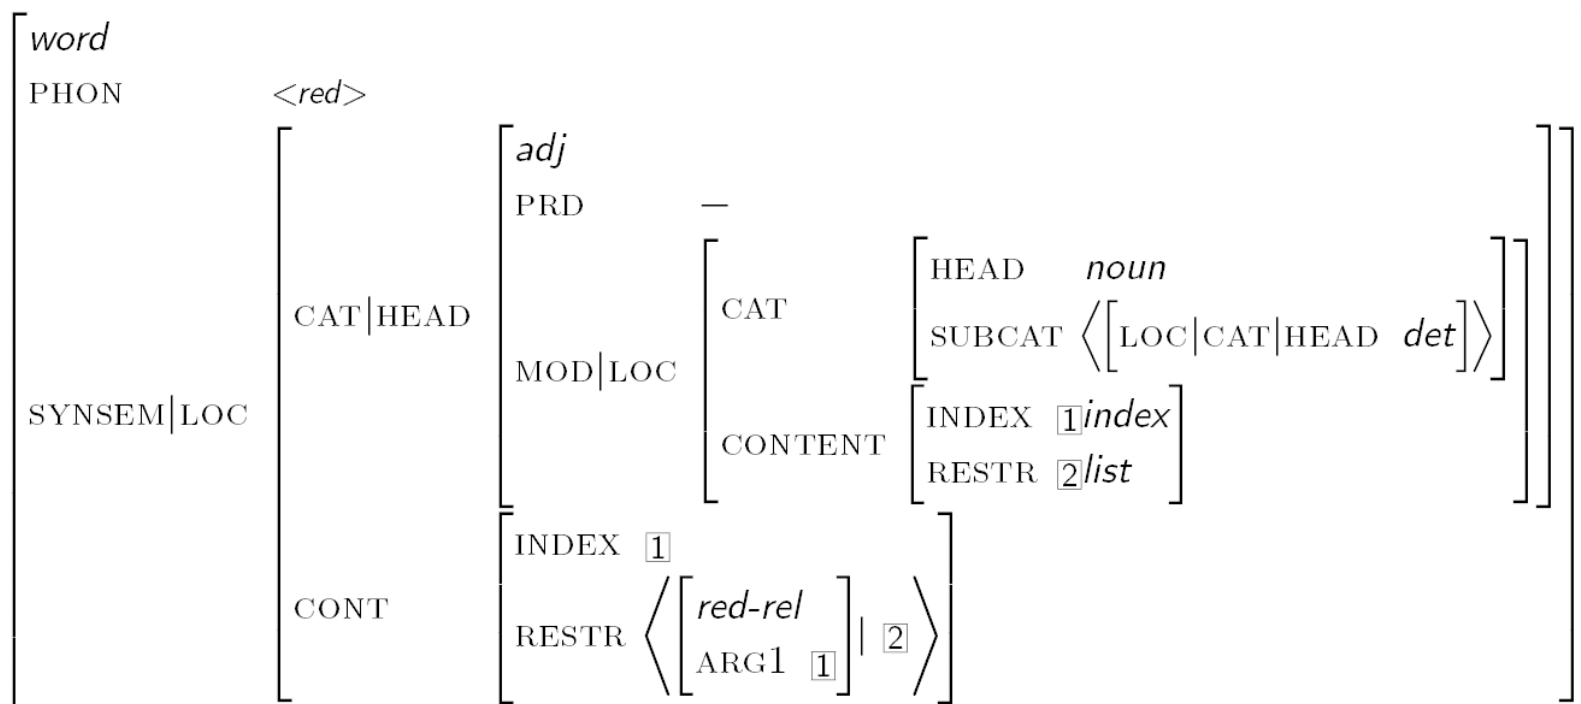 word
PHON <red>
adj
PRD −
HEAD noun
CAT
SUBCAT ⟨[LOC|CAT|HEAD det]⟩
CAT|HEAD
MOD|LOC
INDEX 1 index
CONTENT
RESTR 2 list
SYNSEM|LOC
INDEX 1
CONT
red-rel
RESTR ⟨[ ]| 2⟩
ARG1 1